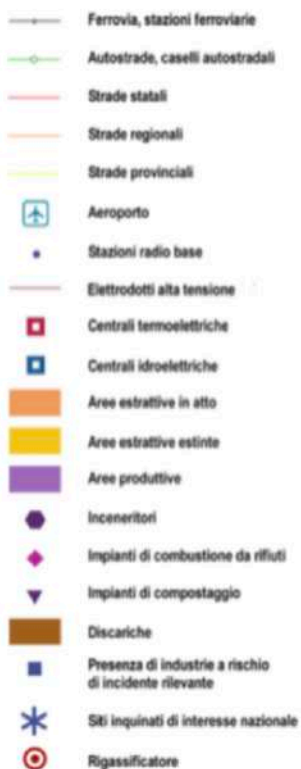 Ferrovia, stazioni ferroviarie
Autostrade, caselli autostradali
Strade statali
Strade regionali
Strade provinciali
Aeroporto
Stazioni radio base
Elettrodotti alta tensione
Centrali termoelettriche
Centrali idroelettriche
Aree estrattive in atto
Aree estrattive estinte
Aree produttive
Inceneritori
Impianti di combustione da rifiuti
Impianti di compostaggio
Discariche
Presenza di industrie a rischio
di incidente rilevante
Siti inquinati di interesse nazionale
Rigassificatore